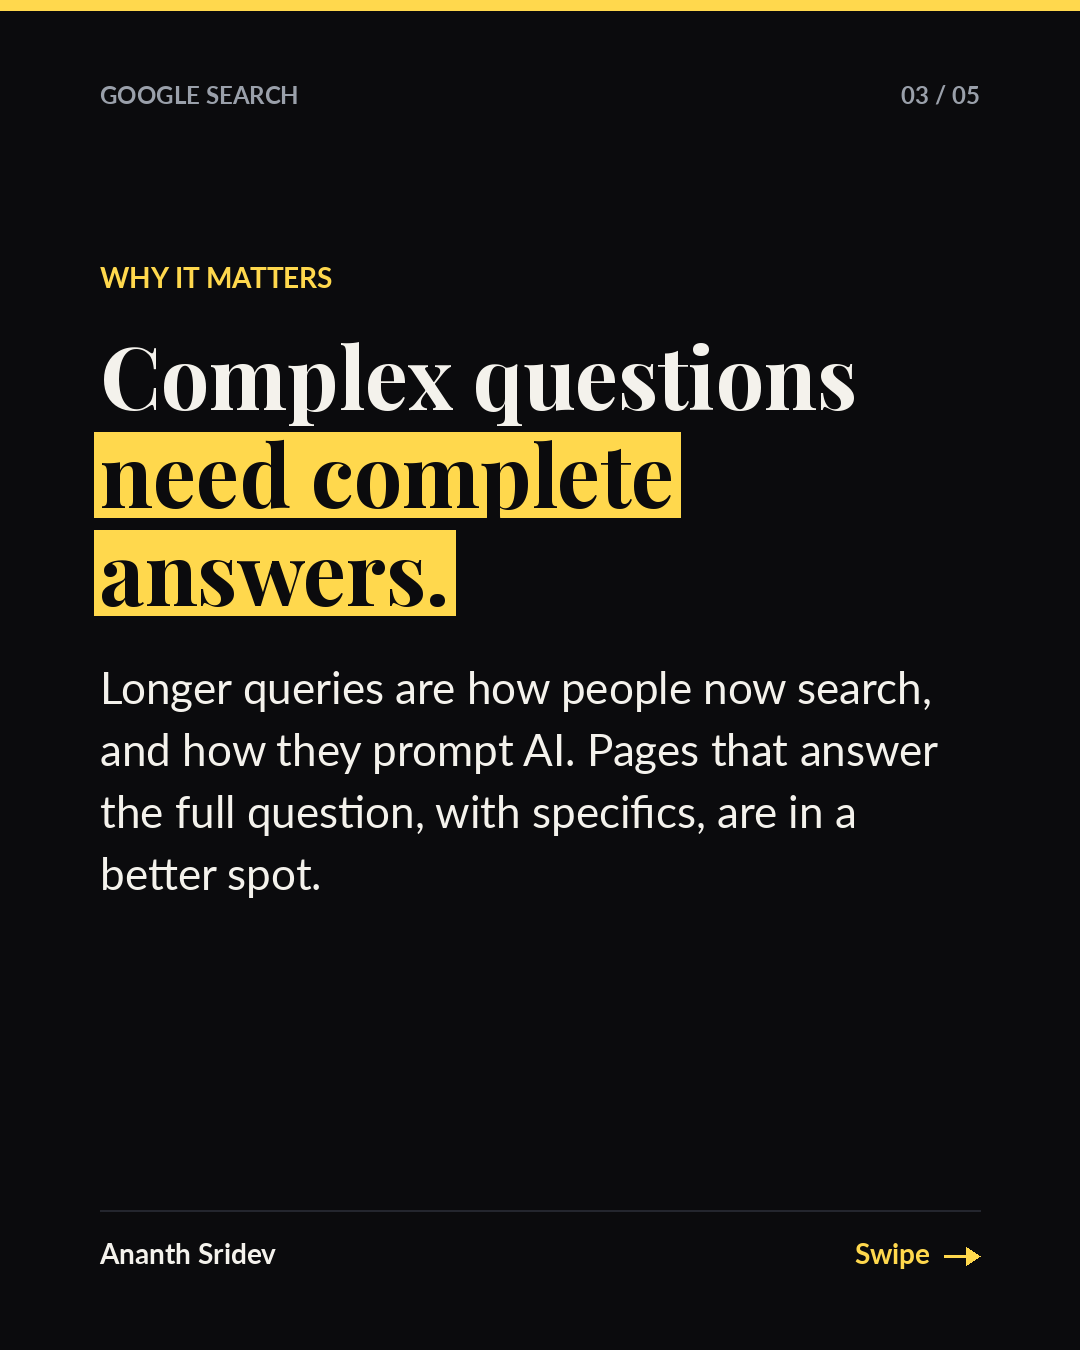 GOOGLE SEARCH
03 / 05
WHY IT MATTERS
Complex questions
need complete
answers.
Longer queries are how people now search,
and how they prompt AI. Pages that answer
the full question, with specifics, are in a
better spot.
Ananth Sridev
Swipe →